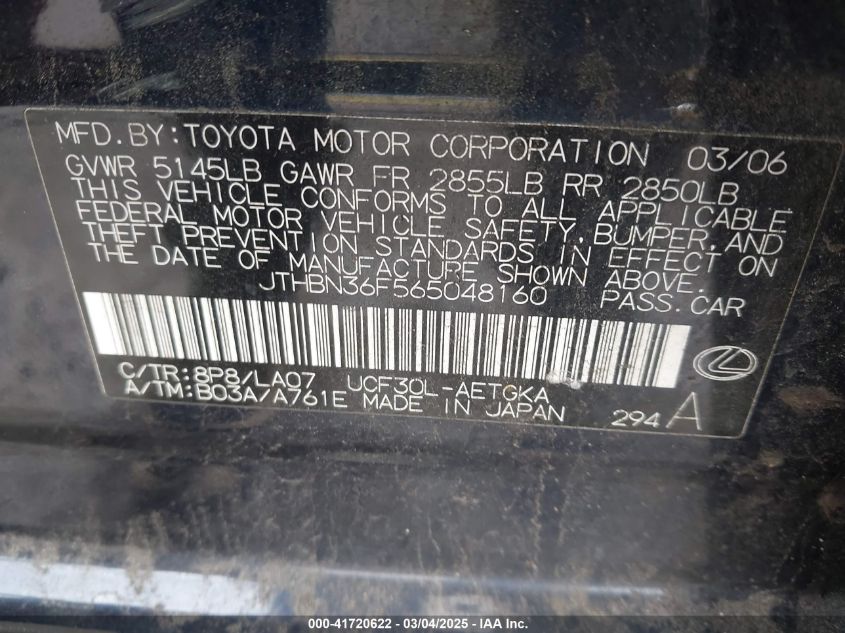 MFD.BY:TOYOTA MOTOR CORPORATION 03/06
GVWR 5145LB GAWR FR 2855LB RR 2850LB
THIS VEHICLE CONFORMS TO ALL APPLICABLE
FEDERAL MOTOR VEHICLE SAFETY,BUMPER,AND
THEFT PREVENTION STANDARDS IN EFFECT ON
THE DATE OF MANUFACTURE SHOWN ABOVE.
JTHBN36F565048160 PASS.CAR
C/TR:8P8/LA07 UCF30L-AETGKA
A/TM:B03A/A761E MADE IN JAPAN 294 A
000-41720622 - 03/04/2025 - IAA Inc.